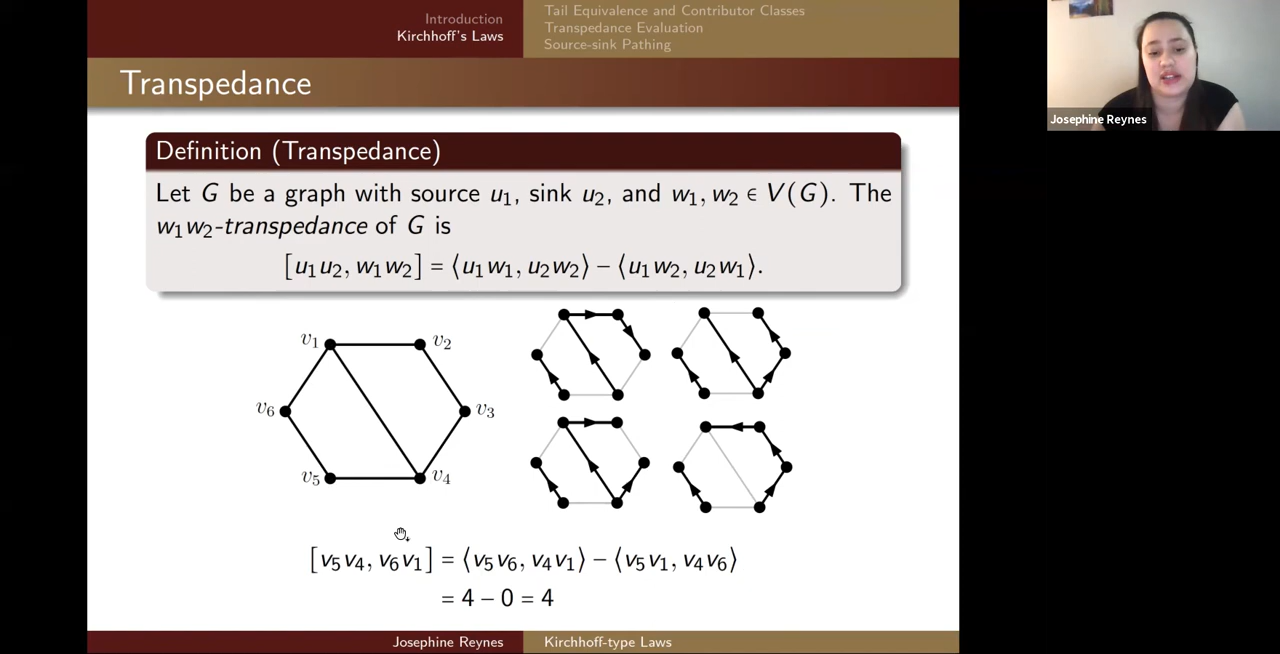 Introduction
Kirchhoff's Laws
Tail Equivalence and Contributor Classes
Transpedance Evaluation
Source-sink Pathing
Transpedance
Definition (Transpedance)
Let G be a graph with source u₁, sink u₂, and w₁, w₂ ∈ V(G). The
w₁w₂-transpedance of G is
[u₁u₂, w₁w₂] = ⟨u₁w₁, u₂w₂⟩ − ⟨u₁w₂, u₂w₁⟩.
v₁
v₂
v₆
v₃
v₅
v₄
[v₅v₄, v₆v₁] = ⟨v₅v₆, v₄v₁⟩ − ⟨v₅v₁, v₄v₆⟩
= 4 − 0 = 4
Josephine Reynes
Kirchhoff-type Laws
Josephine Reynes